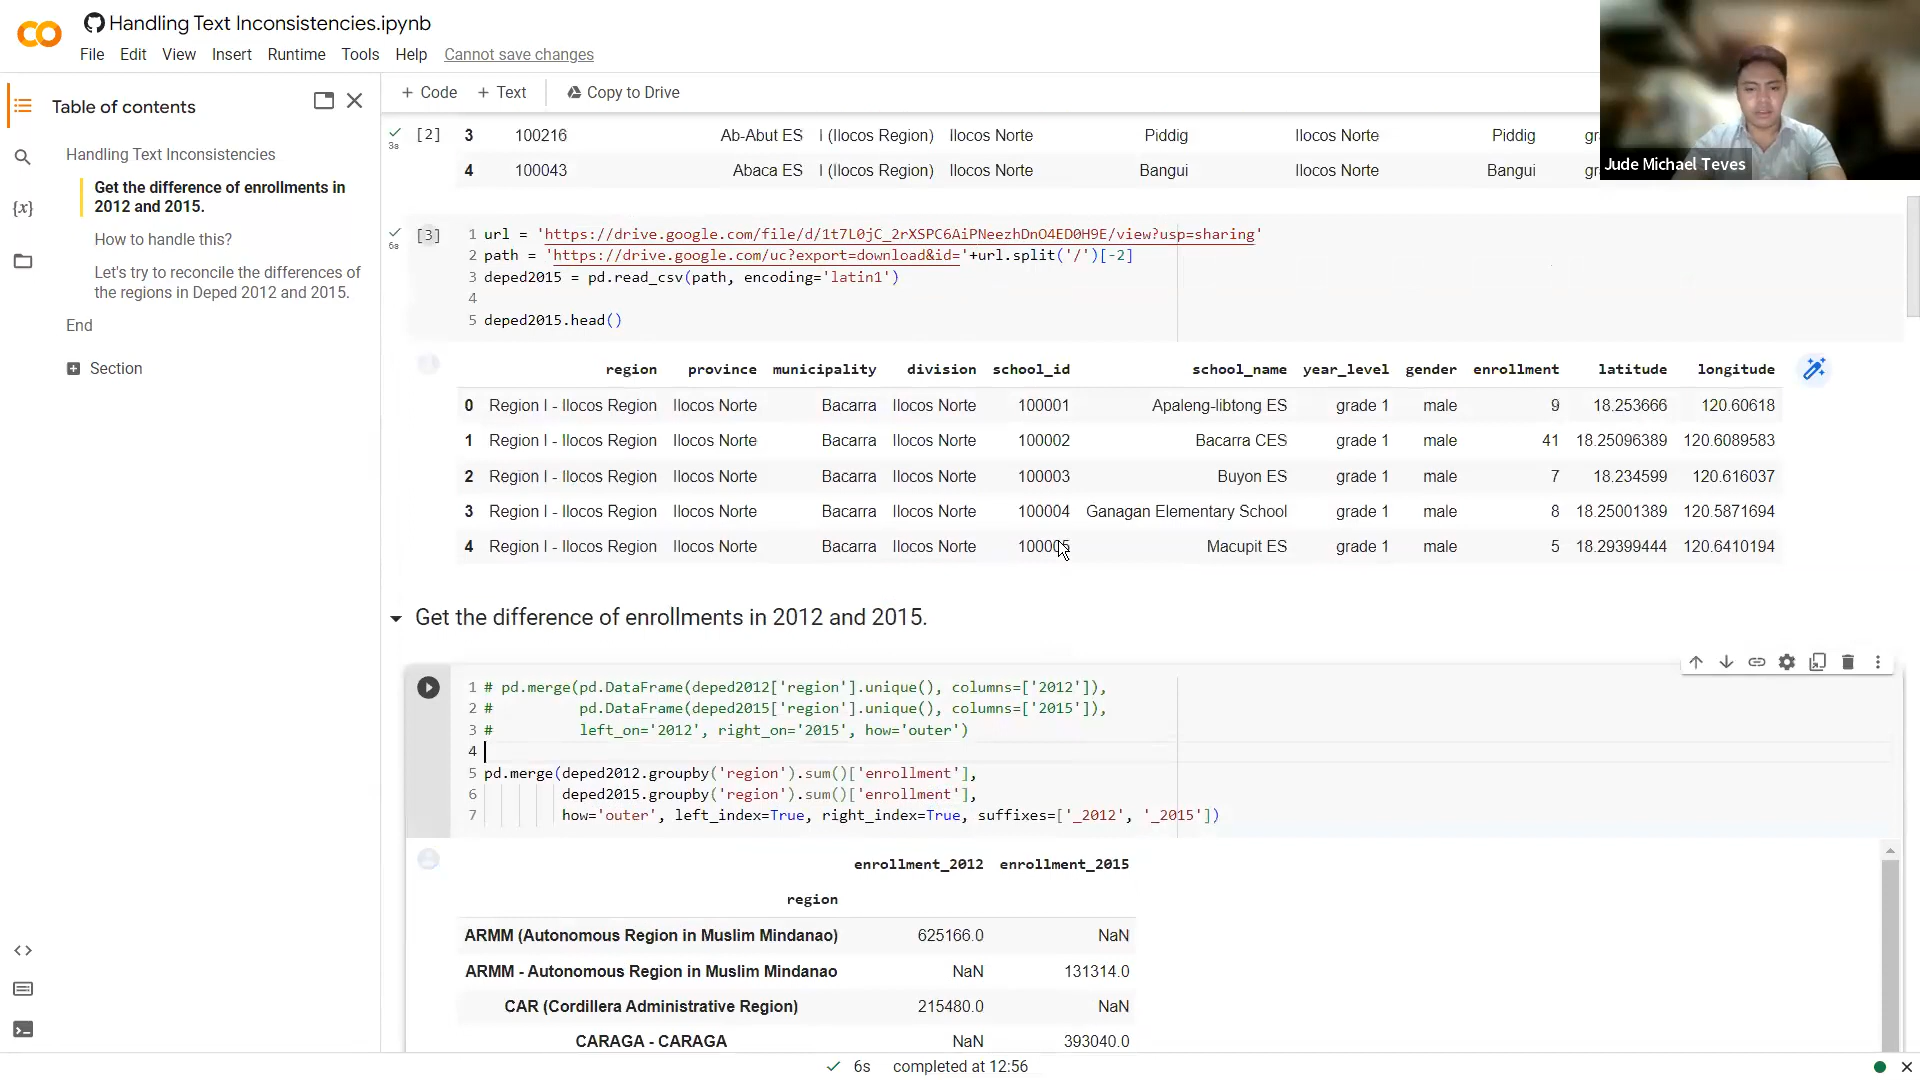 Handling Text Inconsistencies.ipynb
File Edit View Insert Runtime Tools Help Cannot save changes
Table of contents
Handling Text Inconsistencies
Get the difference of enrollments in
2012 and 2015.
How to handle this?
Let's try to reconcile the differences of
the regions in Deped 2012 and 2015.
End
Section
+ Code + Text Copy to Drive
Jude Michael Teves
[2] 3 100216 Ab-Abut ES I (Ilocos Region) Ilocos Norte Piddig Ilocos Norte Piddig
3s
4 100043 Abaca ES I (Ilocos Region) Ilocos Norte Bangui Ilocos Norte Bangui
[3]
6s
1 url = 'https://drive.google.com/file/d/1t7L0jC_2rXSPC6AiPNeezhDnO4ED0H9E/view?usp=sharing'
2 path = 'https://drive.google.com/uc?export=download&id='+url.split('/')[-2]
3 deped2015 = pd.read_csv(path, encoding='latin1')
4
5 deped2015.head()
region province municipality division school_id school_name year_level gender enrollment latitude longitude
0 Region I - Ilocos Region Ilocos Norte Bacarra Ilocos Norte 100001 Apaleng-libtong ES grade 1 male 9 18.253666 120.60618
1 Region I - Ilocos Region Ilocos Norte Bacarra Ilocos Norte 100002 Bacarra CES grade 1 male 41 18.25096389 120.6089583
2 Region I - Ilocos Region Ilocos Norte Bacarra Ilocos Norte 100003 Buyon ES grade 1 male 7 18.234599 120.616037
3 Region I - Ilocos Region Ilocos Norte Bacarra Ilocos Norte 100004 Ganagan Elementary School grade 1 male 8 18.25001389 120.5871694
4 Region I - Ilocos Region Ilocos Norte Bacarra Ilocos Norte 100005 Macupit ES grade 1 male 5 18.29399444 120.6410194
Get the difference of enrollments in 2012 and 2015.
1 # pd.merge(pd.DataFrame(deped2012['region'].unique(), columns=['2012']),
2 # pd.DataFrame(deped2015['region'].unique(), columns=['2015']),
3 # left_on='2012', right_on='2015', how='outer')
4
5 pd.merge(deped2012.groupby('region').sum()['enrollment'],
6 deped2015.groupby('region').sum()['enrollment'],
7 how='outer', left_index=True, right_index=True, suffixes=['_2012', '_2015'])
enrollment_2012 enrollment_2015
region
ARMM (Autonomous Region in Muslim Mindanao) 625166.0 NaN
ARMM - Autonomous Region in Muslim Mindanao NaN 131314.0
CAR (Cordillera Administrative Region) 215480.0 NaN
CARAGA - CARAGA NaN 393040.0
6s completed at 12:56